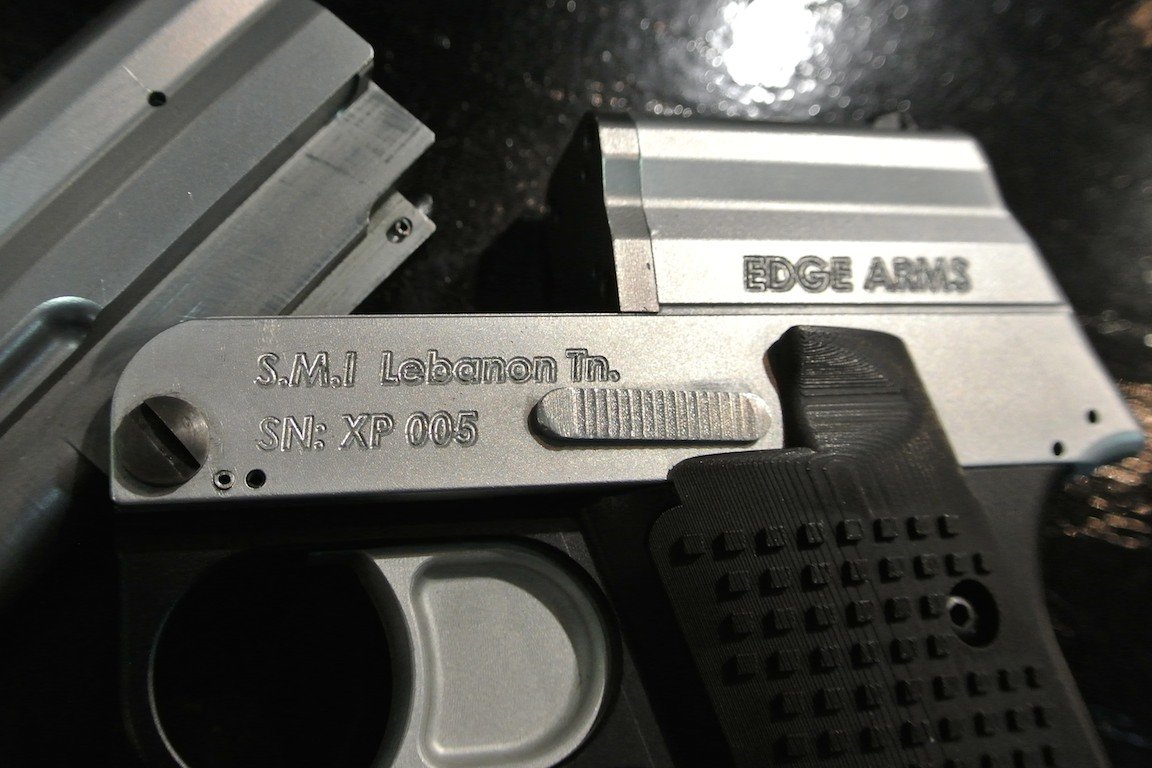 EDGE ARMS
S.M.I Lebanon Tn.
SN: XP 005